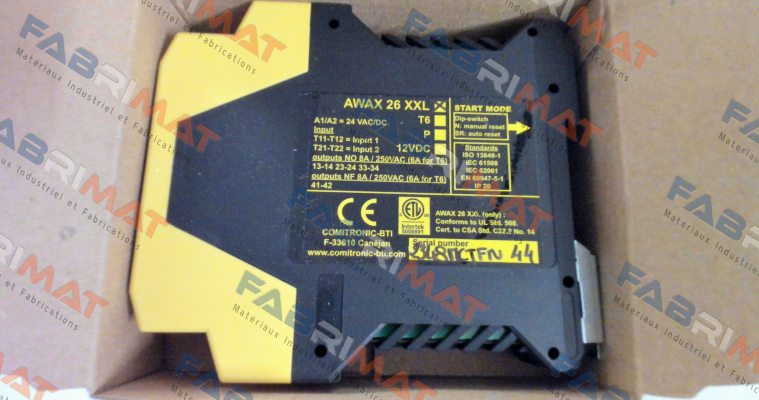 AWAX 26 XXL
T6
A1/A2 = 24 VAC/DC
P
Input
T11-T12 = Input 1
12VDC
T21-T22 = Input 2
outputs NO 8A / 250VAC (6A for T6)
13-14 23-24 33-34
outputs NF 8A / 250VAC (6A for T6)
41-42
START MODE
Dip-switch
N: manual reset
SR: auto reset
Standards
ISO 13849-1
IEC 61508
IEC 62061
EN 60947-5-1
IP 20
CE
ETL
Intertek
COMITRONIC-BTI
F-33610 Canéjan
www.comitronic-bti.com
AWAX 26 XXL (only) :
Conforms to UL Std. 508.
Cert. to CSA Std. C22.2 No. 14
Serial number
44
FABRIMAT
Matériaux Industriel et Fabrications